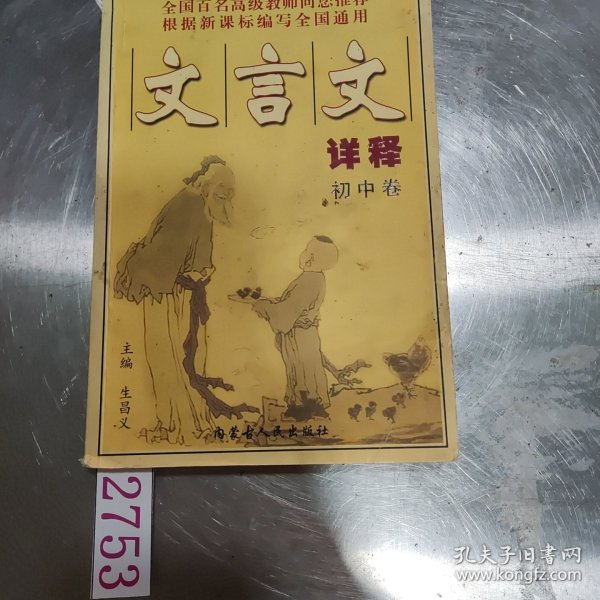 全国百名高级教师向您推荐
根据新课标编写全国通用
文言文
详释
初中卷
主编 生昌义
内蒙古人民出版社
2753
孔夫子旧书网
www.kongfz.com